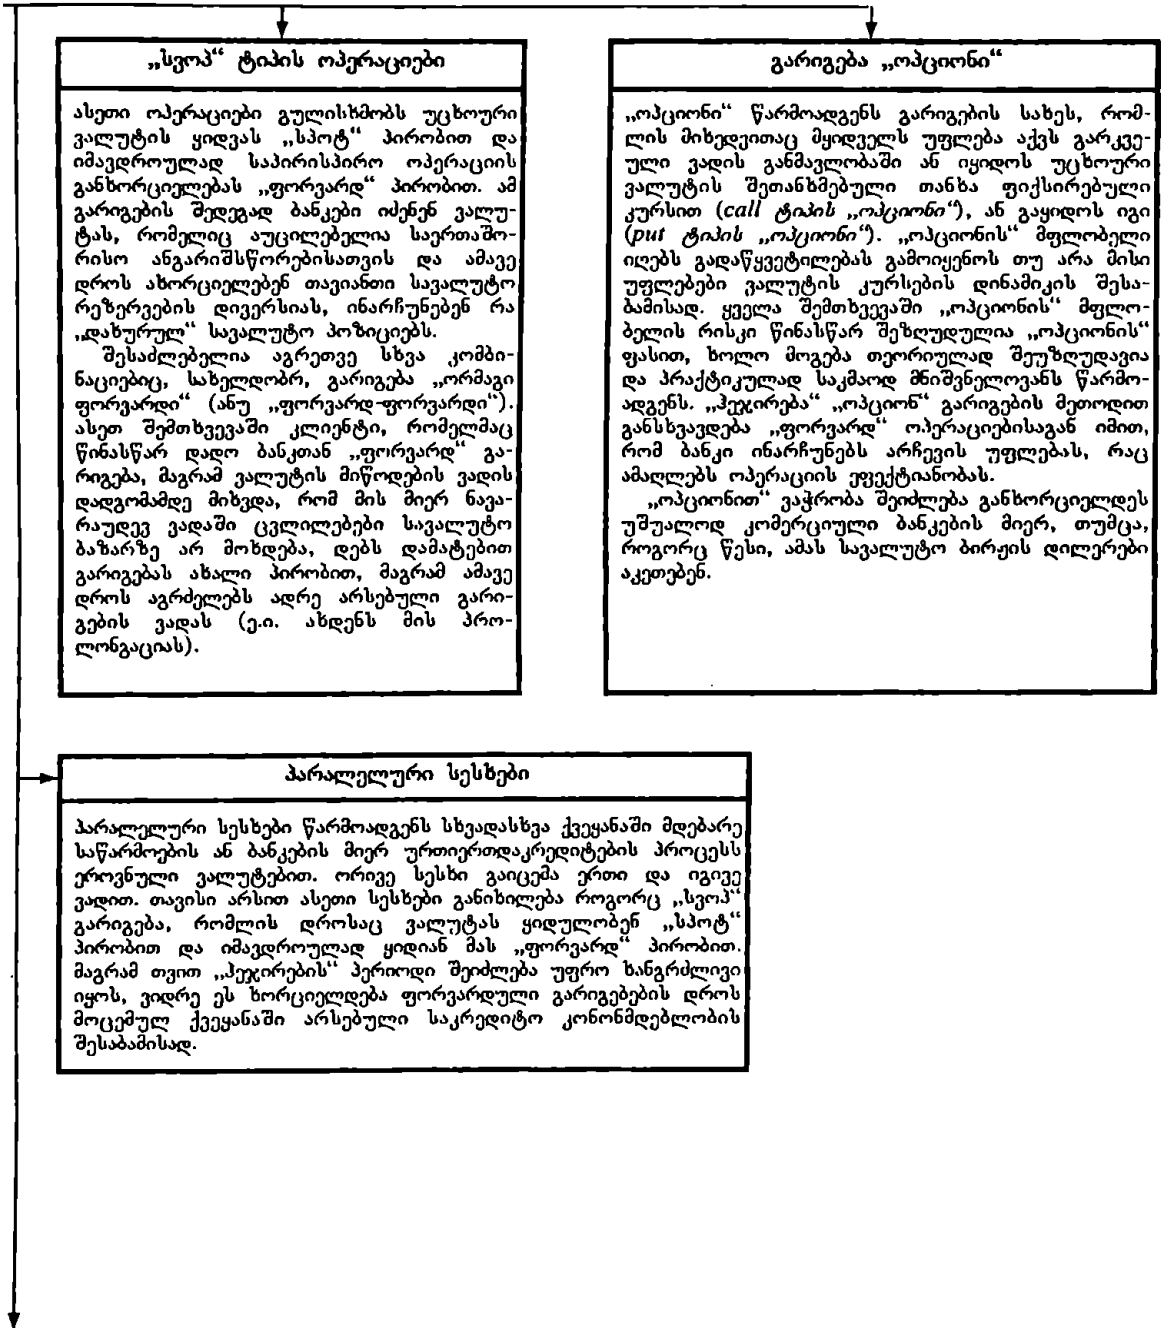 „სვოპ“ ტიპის ოპერაციები
ასეთი ოპერაციები გულისხმობს უცხოური
ვალუტის ყიდვას „სპოტ“ პირობით და
იმავდროულად საპირისპირო ოპერაციის
განხორციელებას „ფორვარდ“ პირობით. ამ
გარიგების შედეგად ბანკები იძენენ ვალუ-
ტას, რომელიც აუცილებელია საერთაშო-
რისო ანგარიშსწორებისათვის და ამავე
დროს ახორციელებენ თავიანთი სავალუტო
რეზერვების დივერსიას, ინარჩუნებენ რა
„დახურულ“ სავალუტო პოზიციებს.
შესაძლებელია აგრეთვე სხვა კომბი-
ნაციებიც, სახელდობრ, გარიგება „ორმაგი
ფორვარდი“ (ანუ „ფორვარდ-ფორვარდი“).
ასეთ შემთხვევაში კლიენტი, რომელმაც
წინასწარ დადო ბანკთან „ფორვარდ“ გა-
რიგება, მაგრამ ვალუტის მიწოდების ვადის
დადგომამდე მიხვდა, რომ მის მიერ ნავა-
რაუდევ ვადაში ცვლილებები სავალუტო
ბაზარზე არ მოხდება, დებს დამატებით
გარიგებას ახალი პირობით, მაგრამ ამავე
დროს აგრძელებს ადრე არსებული გარი-
გების ვადას (ე.ი. ახდენს მის პრო-
ლონგაციას).
გარიგება „ოპციონი“
„ოპციონი“ წარმოადგენს გარიგების სახეს, რომ-
ლის მიხედვითაც მყიდველს უფლება აქვს გარკვე-
ული ვადის განმავლობაში ან იყიდოს უცხოური
ვალუტის შეთანხმებული თანხა ფიქსირებული
კურსით (call ტიპის „ოპციონი“), ან გაყიდოს იგი
(put ტიპის „ოპციონი“). „ოპციონის“ მფლობელი
იღებს გადაწყვეტილებას გამოიყენოს თუ არა მისი
უფლებები ვალუტის კურსების დინამიკის შესა-
ბამისად. ყველა შემთხვევაში „ოპციონის“ მფლო-
ბელის რისკი წინასწარ შეზღუდულია „ოპციონის“
ფასით, ხოლო მოგება თეორიულად შეუზღუდავია
და პრაქტიკულად საკმაოდ მნიშვნელოვანს წარმო-
ადგენს. „ჰეჯირება“ „ოპციონ“ გარიგების მეთოდით
განსხვავდება „ფორვარდ“ ოპერაციებისაგან იმით,
რომ ბანკი ინარჩუნებს არჩევის უფლებას, რაც
ამაღლებს ოპერაციის ეფექტიანობას.
„ოპციონით“ ვაჭრობა შეიძლება განხორციელდეს
უშუალოდ კომერციული ბანკების მიერ, თუმცა,
როგორც წესი, ამას სავალუტო ბირჟის დილერები
აკეთებენ.
პარალელური სესხები
პარალელური სესხები წარმოადგენს სხვადასხვა ქვეყანაში მდებარე
საწარმოების ან ბანკების მიერ ურთიერთდაკრედიტების პროცესს
ეროვნული ვალუტებით. ორივე სესხი გაიცემა ერთი და იგივე
ვადით. თავისი არსით ასეთი სესხები განიხილება როგორც „სვოპ“
გარიგება, რომლის დროსაც ვალუტას ყიდულობენ „სპოტ“
პირობით და იმავდროულად ყიდიან მას „ფორვარდ“ პირობით.
მაგრამ თვით „ჰეჯირების“ პერიოდი შეიძლება უფრო ხანგრძლივი
იყოს, ვიდრე ეს ხორციელდება ფორვარდული გარიგებების დროს
მოცემულ ქვეყანაში არსებული საკრედიტო კონონმდებლობის
შესაბამისად.